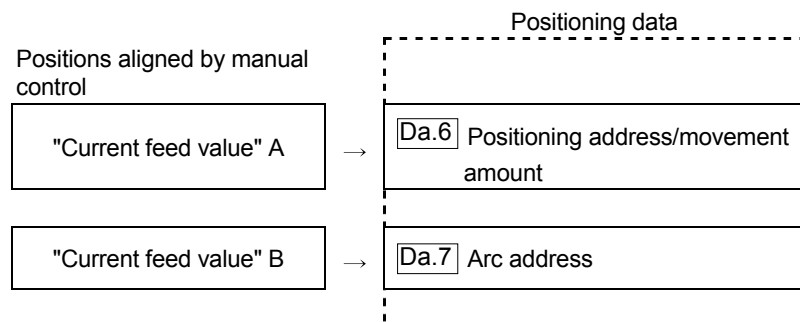 Positioning data
Positions aligned by manual
control
"Current feed value" A
→
Da.6 Positioning address/movement
amount
"Current feed value" B
→
Da.7 Arc address